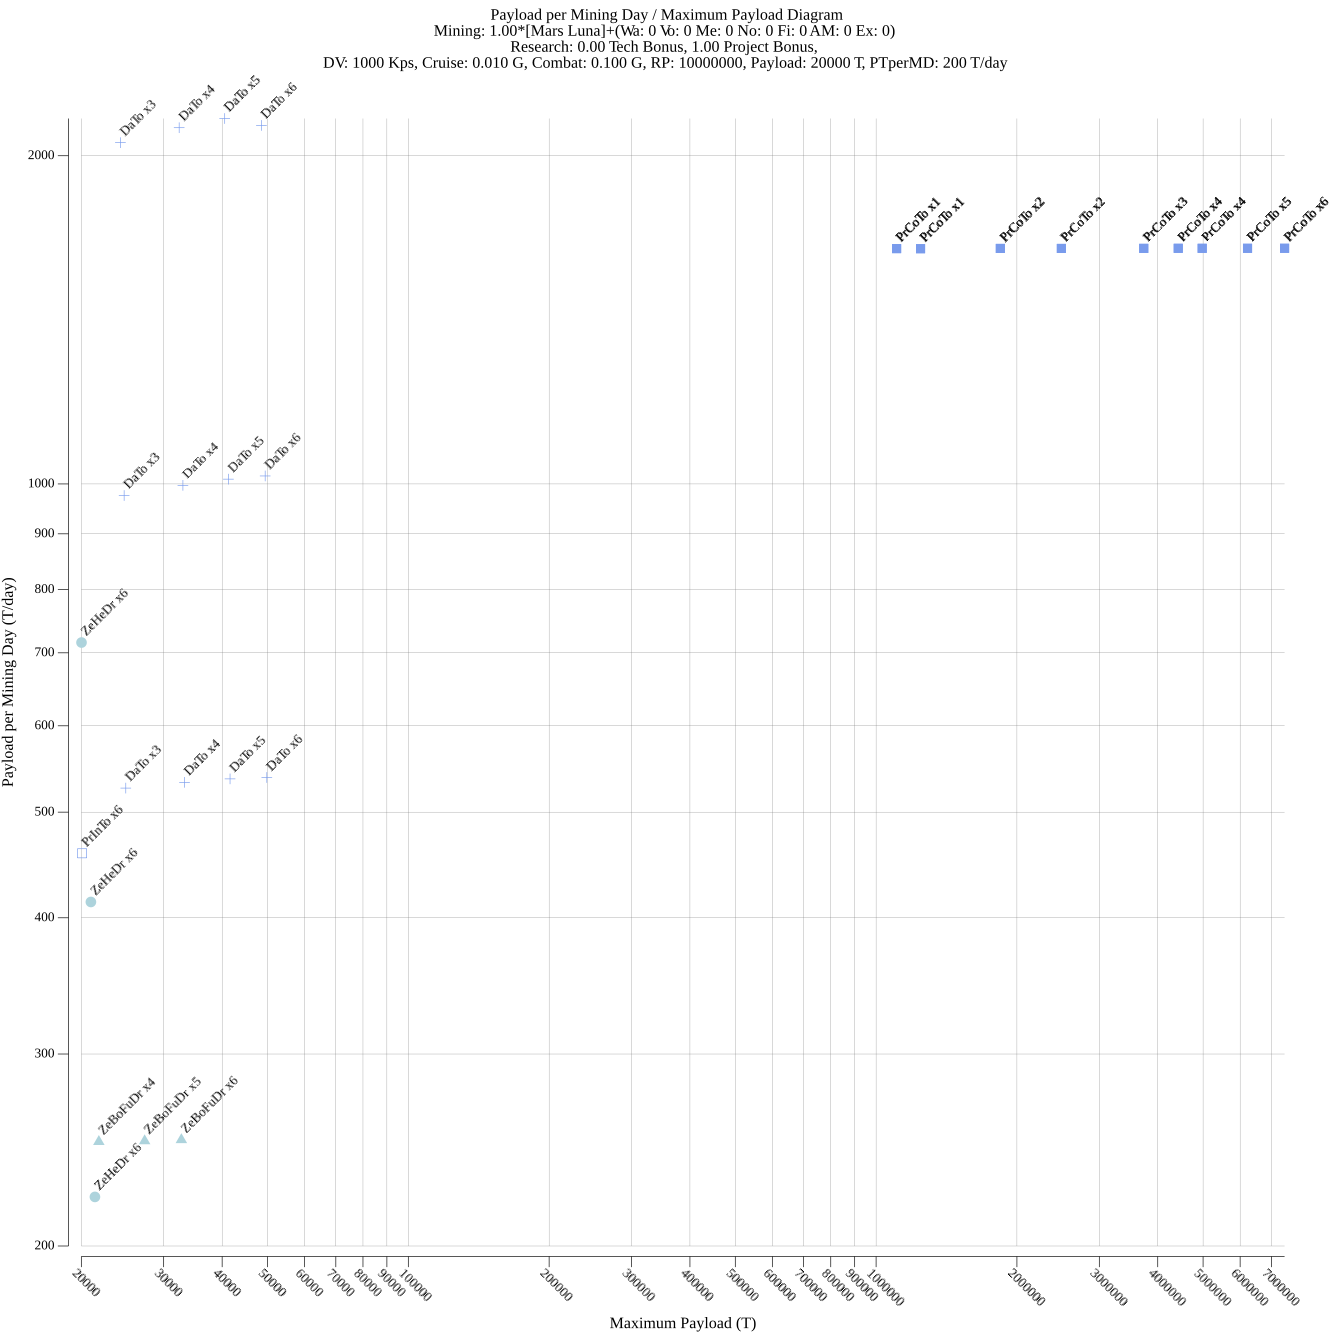 Payload per Mining Day / Maximum Payload Diagram
Mining: 1.00*[Mars Luna]+(Wa: 0 Vo: 0 Me: 0 No: 0 Fi: 0 AM: 0 Ex: 0)
Research: 0.00 Tech Bonus, 1.00 Project Bonus,
DV: 1000 Kps, Cruise: 0.010 G, Combat: 0.100 G, RP: 10000000, Payload: 20000 T, PTperMD: 200 T/day
DaTo x3
DaTo x4
DaTo x5
DaTo x6
2000
PrCoTo x1
PrCoTo x1
PrCoTo x2
PrCoTo x2
PrCoTo x3
PrCoTo x4
PrCoTo x4
PrCoTo x5
PrCoTo x6
DaTo x3
DaTo x4
DaTo x5
DaTo x6
1000
900
800
ZeHeDr x6
700
600
Payload per Mining Day (T/day)
DaTo x3
DaTo x4
DaTo x5
DaTo x6
500
PrInTo x6
ZeHeDr x6
400
300
ZeBoFuDr x4
ZeBoFuDr x5
ZeBoFuDr x6
ZeHeDr x6
200
20000
30000
40000
50000
60000
70000
80000
90000
100000
200000
300000
400000
500000
600000
700000
800000
900000
1000000
2000000
3000000
4000000
5000000
6000000
7000000
Maximum Payload (T)